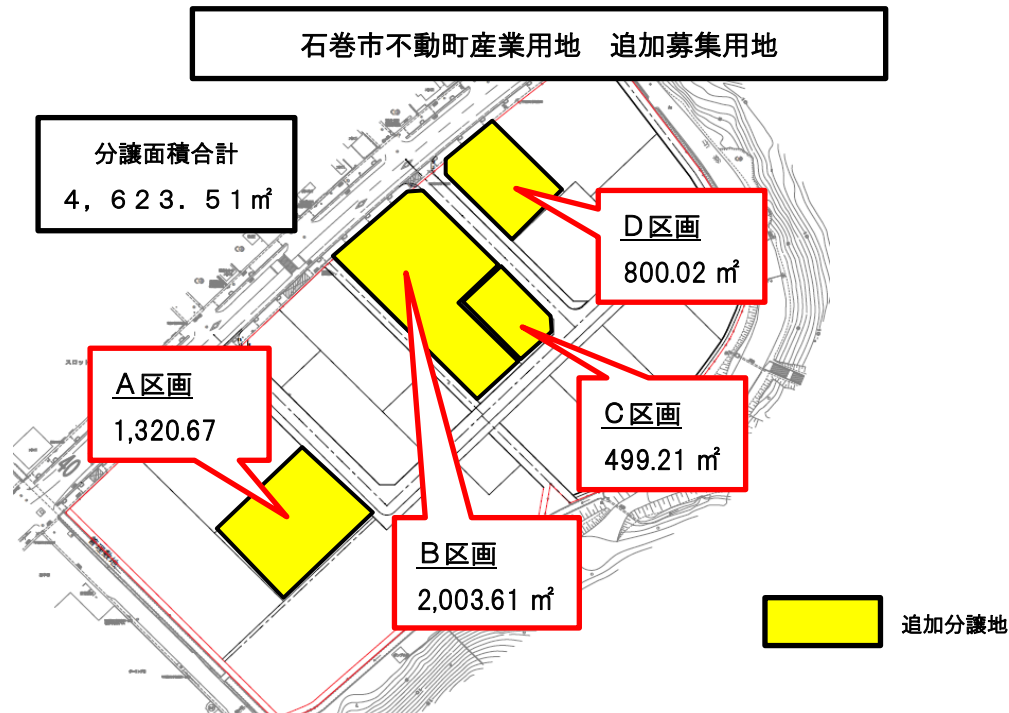 石巻市不動町産業用地　追加募集用地
分譲面積合計
４，６２３．５１㎡
Ｄ区画
800.02 ㎡
Ａ区画
1,320.67
Ｃ区画
499.21 ㎡
Ｂ区画
2,003.61 ㎡
追加分譲地